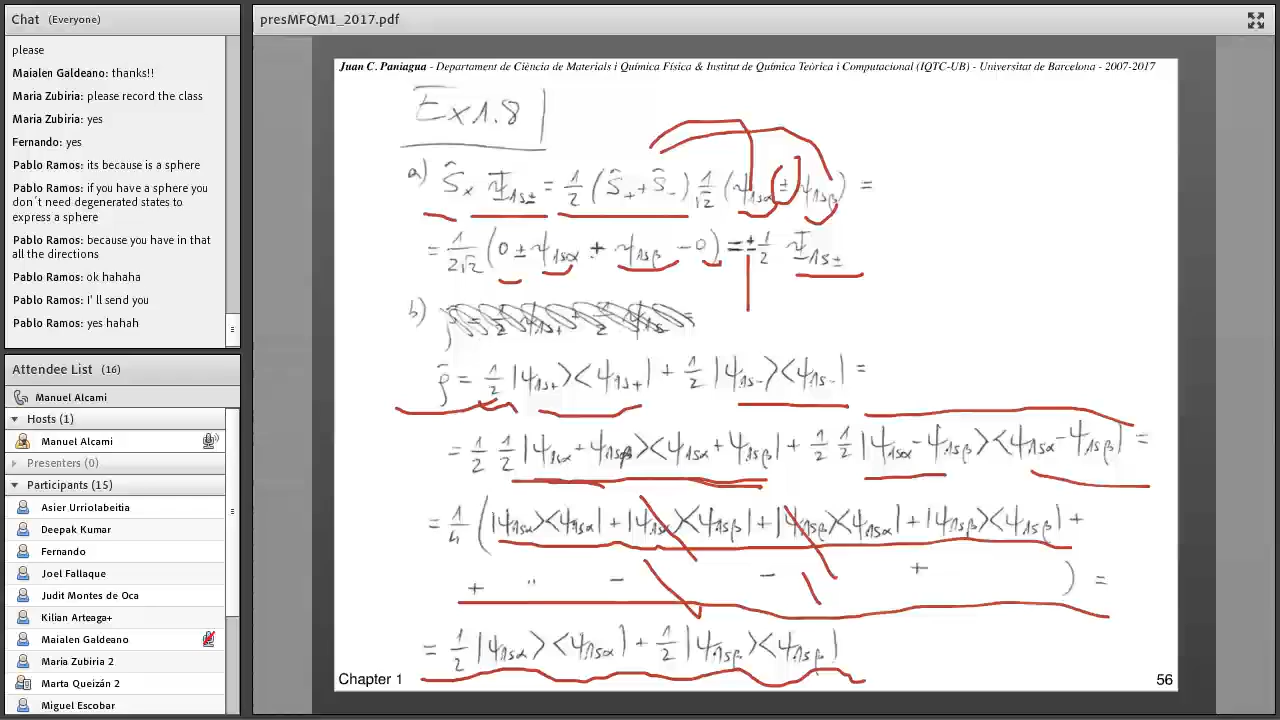 Chat (Everyone)
please
Maialen Galdeano: thanks!!
Maria Zubiria: please record the class
Maria Zubiria: yes
Fernando: yes
Pablo Ramos: its because is a sphere
Pablo Ramos: if you have a sphere you
don´t need degenerated states to
express a sphere
Pablo Ramos: because you have in that
all the directions
Pablo Ramos: ok hahaha
Pablo Ramos: I' ll send you
Pablo Ramos: yes hahah
Attendee List (16)
Manuel Alcami
Hosts (1)
Manuel Alcami
Presenters (0)
Participants (15)
Asier Urriolabeitia
Deepak Kumar
Fernando
Joel Fallaque
Judit Montes de Oca
Kilian Arteaga+
Maialen Galdeano
Maria Zubiria 2
Marta Queizán 2
Miguel Escobar
presMFQM1_2017.pdf
Juan C. Paniagua - Departament de Ciència de Materials i Química Física & Institut de Química Teòrica i Computacional (IQTC-UB) - Universitat de Barcelona - 2007-2017
Ex1.8
a) Ŝx Ψ1s± = 1/2 (Ŝ+ + Ŝ-) 1/√2 (ψ1sα ± ψ1sβ) =
= 1/2√2 (0 ± ψ1sα + ψ1sβ - 0) = ± 1/2 Ψ1s±
b)
ρ̂ = 1/2 |ψ1s+><ψ1s+| + 1/2 |ψ1s-><ψ1s-| =
= 1/2 1/2 |ψ1sα + ψ1sβ><ψ1sα + ψ1sβ| + 1/2 1/2 |ψ1sα - ψ1sβ><ψ1sα - ψ1sβ| =
= 1/4 (|ψ1sα><ψ1sα| + |ψ1sα><ψ1sβ| + |ψ1sβ><ψ1sα| + |ψ1sβ><ψ1sβ| +
+ " - - + ) =
= 1/2 |ψ1sα><ψ1sα| + 1/2 |ψ1sβ><ψ1sβ|
Chapter 1
56